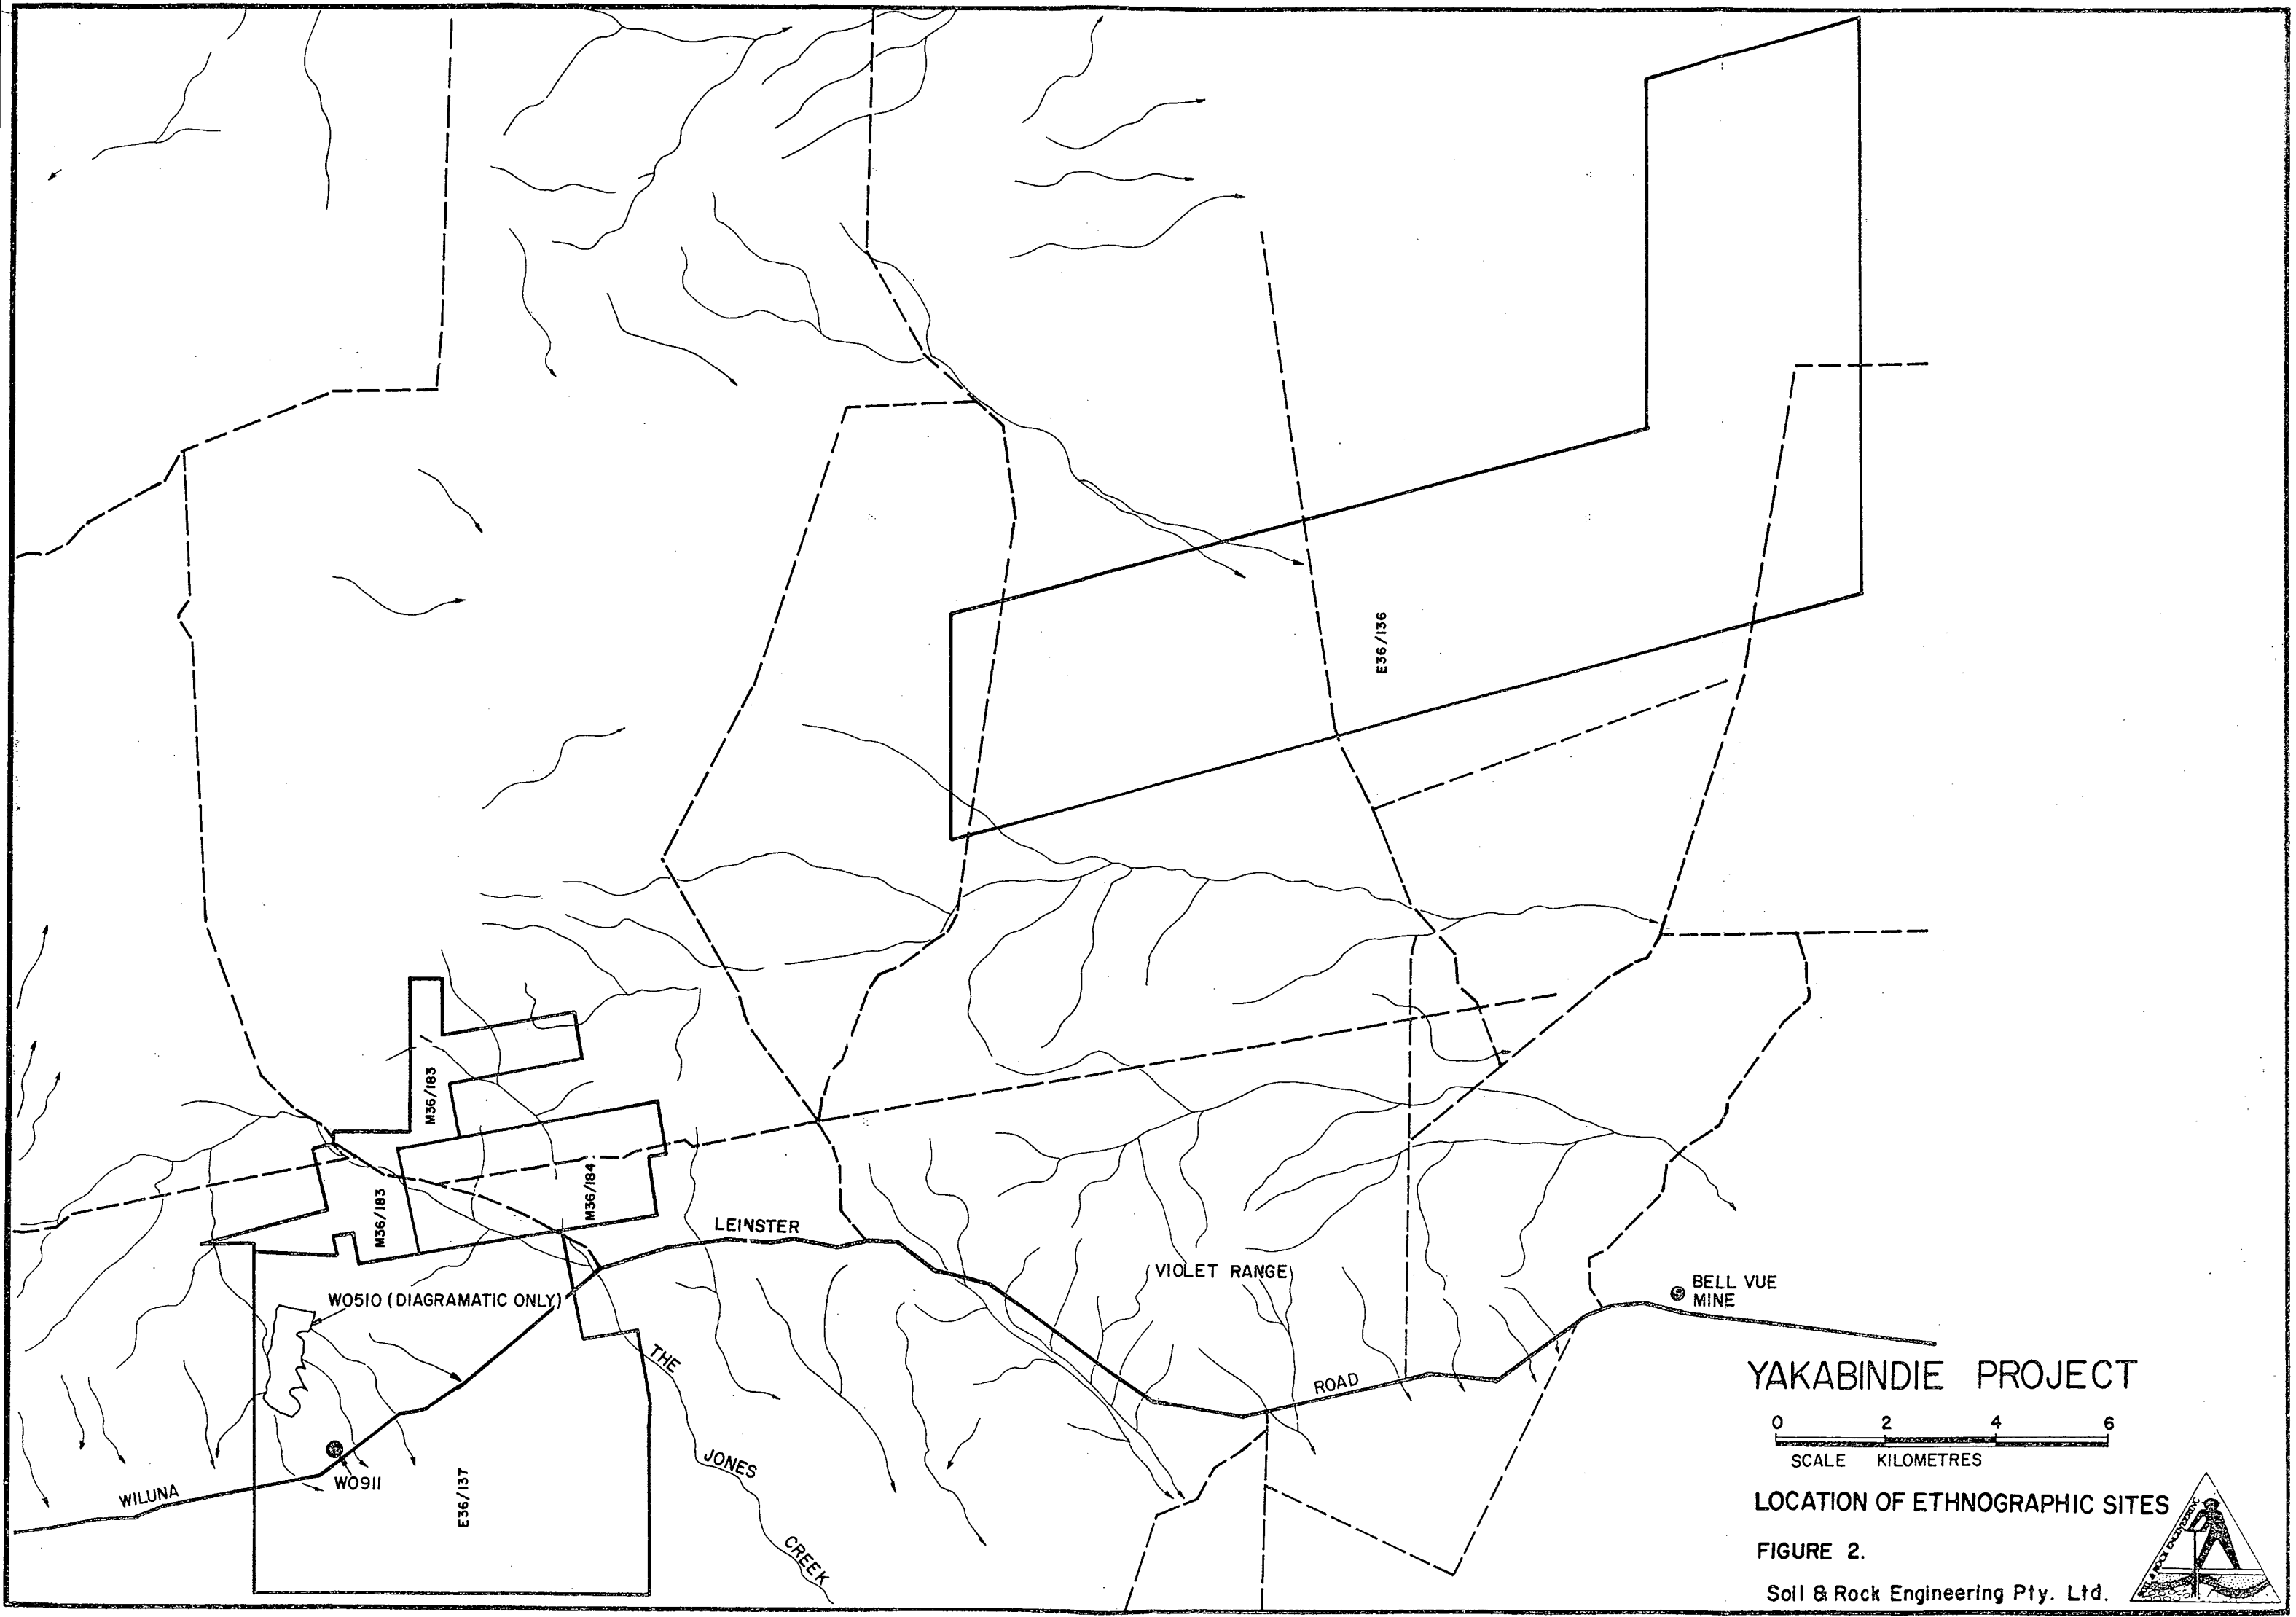 E36/136
M36/183
M36/183
M36/184
LEINSTER
VIOLET RANGE
W0510 (DIAGRAMATIC ONLY)
BELL VUE
MINE
THE
ROAD
JONES
WILUNA
W0911
E36/137
CREEK
YAKABINDIE PROJECT
0 2 4 6
SCALE KILOMETRES
LOCATION OF ETHNOGRAPHIC SITES
FIGURE 2.
Soil & Rock Engineering Pty. Ltd.
ROCK ENGINEERING